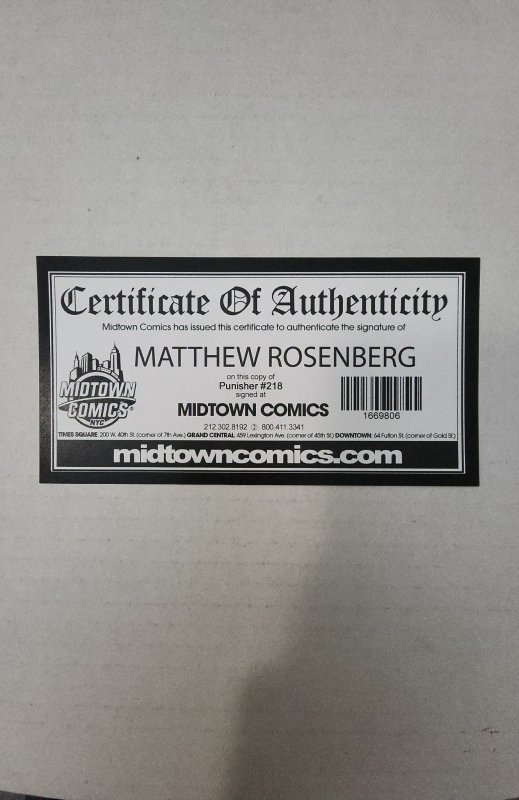 Certificate Of Authenticity
Midtown Comics has issued this certificate to authenticate the signature of
MATTHEW ROSENBERG
on this copy of
Punisher #218
signed at
MIDTOWN COMICS
MIDTOWN
COMICS®
NYC
1669806
212.302.8192 ③ 800.411.3341
TIMES SQUARE: 200 W. 40th St. (corner of 7th Ave.) GRAND CENTRAL: 459 Lexington Ave. (corner of 45th St.) DOWNTOWN: 64 Fulton St. (corner of Gold St.)
midtowncomics.com